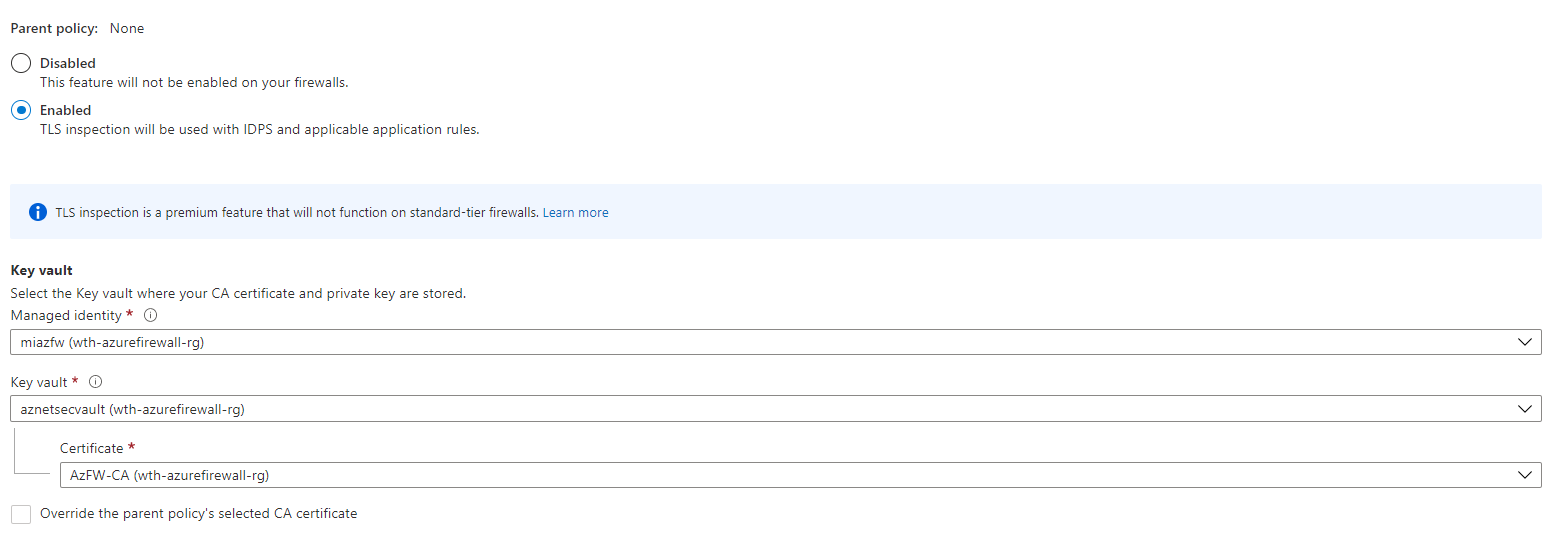 Parent policy: None
Disabled
This feature will not be enabled on your firewalls.
Enabled
TLS inspection will be used with IDPS and applicable application rules.
TLS inspection is a premium feature that will not function on standard-tier firewalls. Learn more
Key vault
Select the Key vault where your CA certificate and private key are stored.
Managed identity *
miazfw (wth-azurefirewall-rg)
Key vault *
aznetsecvault (wth-azurefirewall-rg)
Certificate *
AzFW-CA (wth-azurefirewall-rg)
Override the parent policy's selected CA certificate